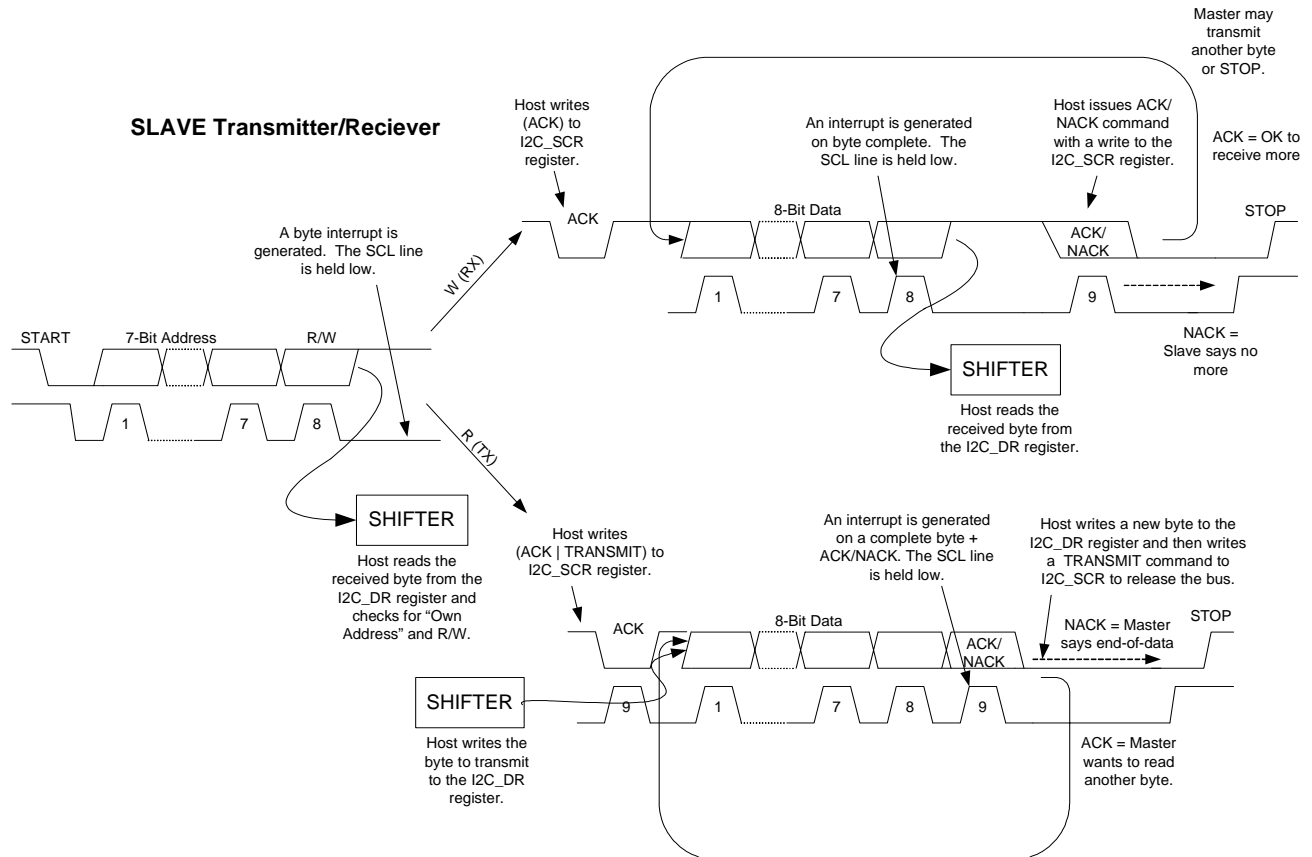 Master may
transmit
another byte
or STOP.
SLAVE Transmitter/Reciever
Host writes
(ACK) to
I2C_SCR
register.
An interrupt is generated
on byte complete.  The
SCL line is held low.
Host issues ACK/
NACK command
with a write to the
I2C_SCR register.
ACK = OK to
receive more
A byte interrupt is
generated.  The SCL line
is held low.
W (RX)
ACK
8-Bit Data
ACK/
NACK
STOP
1
7
8
9
NACK =
Slave says no
more
SHIFTER
Host reads the
received byte from
the I2C_DR register.
START
7-Bit Address
R/W
1
7
8
R (TX)
SHIFTER
Host reads the
received byte from the
I2C_DR register and
checks for “Own
Address” and R/W.
Host writes
(ACK | TRANSMIT) to
I2C_SCR register.
An interrupt is generated
on a complete byte +
ACK/NACK. The SCL line
is held low.
Host writes a new byte to the
I2C_DR register and then writes
a  TRANSMIT command to
I2C_SCR to release the bus.
ACK
8-Bit Data
ACK/
NACK
NACK = Master
says end-of-data
STOP
SHIFTER
9
1
7
8
9
Host writes the
byte to transmit
to the I2C_DR
register.
ACK = Master
wants to read
another byte.